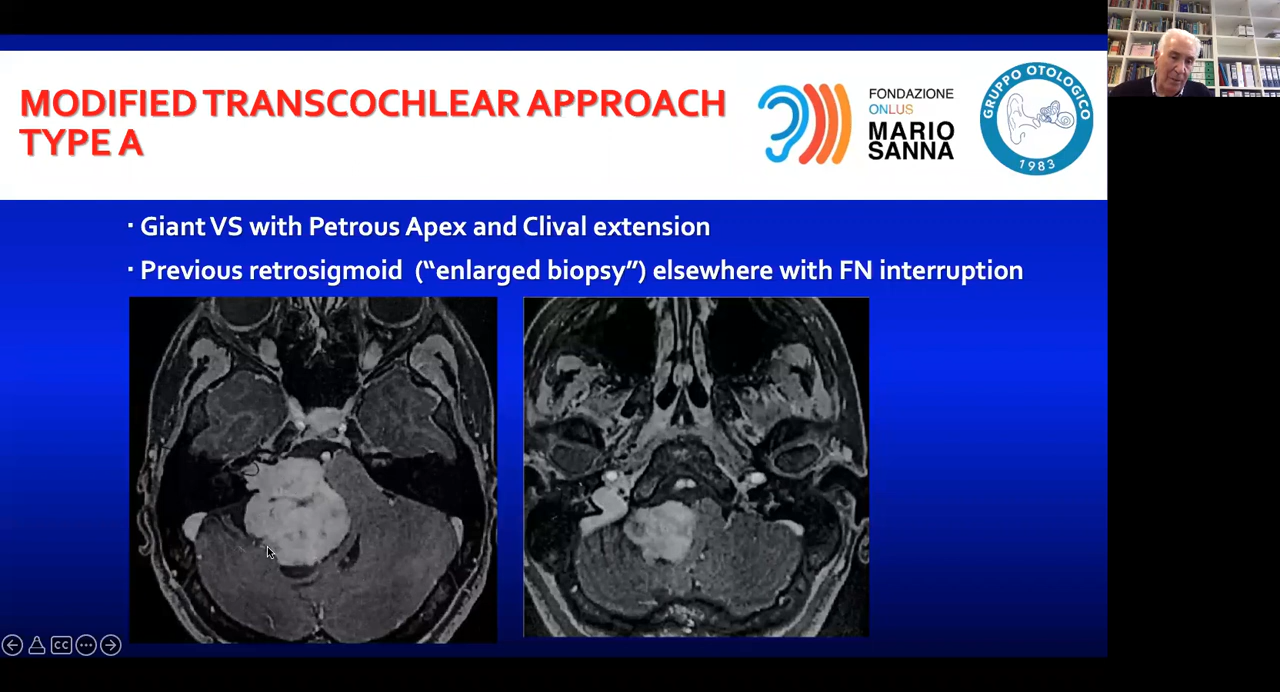 MODIFIED TRANSCOCHLEAR APPROACH
TYPE A
FONDAZIONE
ONLUS
MARIO
SANNA
GRUPPO OTOLOGICO
1983
· Giant VS with Petrous Apex and Clival extension
· Previous retrosigmoid (“enlarged biopsy”) elsewhere with FN interruption
CC